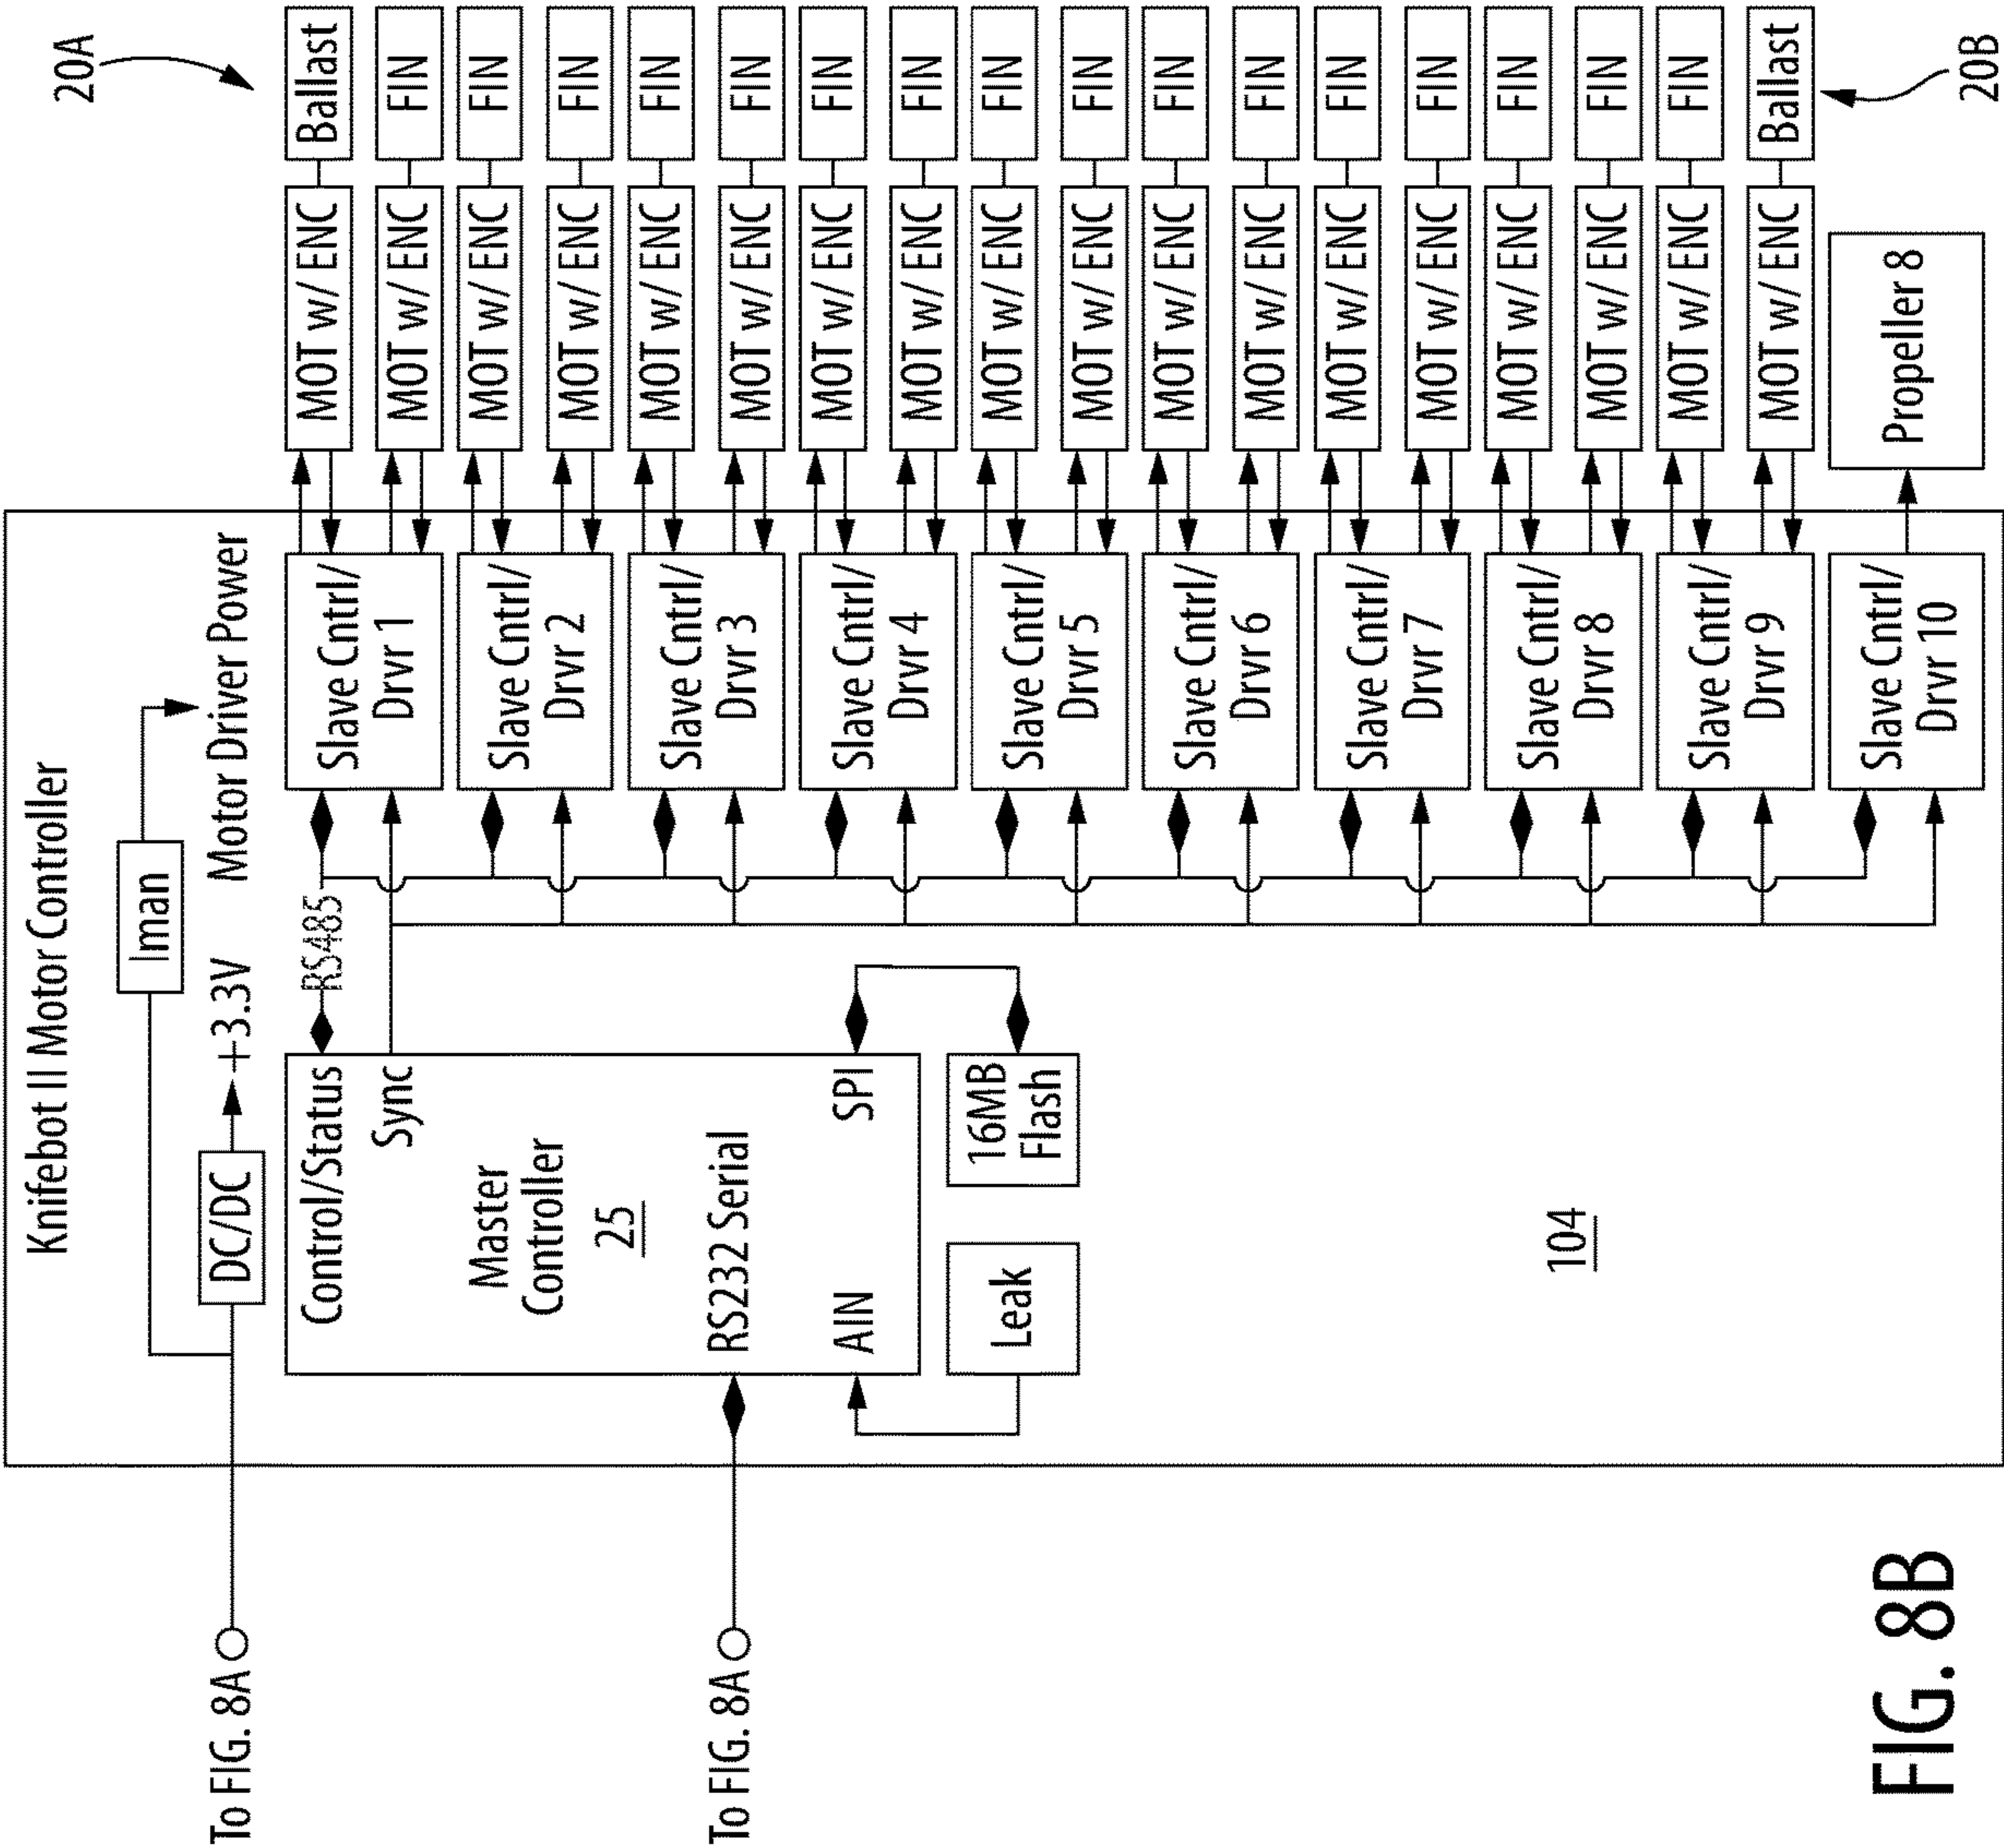 Knifebot II Motor Controller
To FIG. 8A
DC/DC
+3.3V
Iman
Motor Driver Power
Control/Status
Sync
RS485
Master
Controller
25
RS232 Serial
To FIG. 8A
AIN
SPI
Leak
16MB
Flash
104
Slave Cntrl/
Drvr 1
Slave Cntrl/
Drvr 2
Slave Cntrl/
Drvr 3
Slave Cntrl/
Drvr 4
Slave Cntrl/
Drvr 5
Slave Cntrl/
Drvr 6
Slave Cntrl/
Drvr 7
Slave Cntrl/
Drvr 8
Slave Cntrl/
Drvr 9
Slave Cntrl/
Drvr 10
20A
MOT w/ ENC
Ballast
MOT w/ ENC
FIN
MOT w/ ENC
FIN
MOT w/ ENC
FIN
MOT w/ ENC
FIN
MOT w/ ENC
FIN
MOT w/ ENC
FIN
MOT w/ ENC
FIN
MOT w/ ENC
FIN
MOT w/ ENC
FIN
MOT w/ ENC
FIN
MOT w/ ENC
FIN
MOT w/ ENC
FIN
MOT w/ ENC
FIN
MOT w/ ENC
FIN
MOT w/ ENC
FIN
MOT w/ ENC
FIN
MOT w/ ENC
Ballast
20B
Propeller 8
FIG. 8B